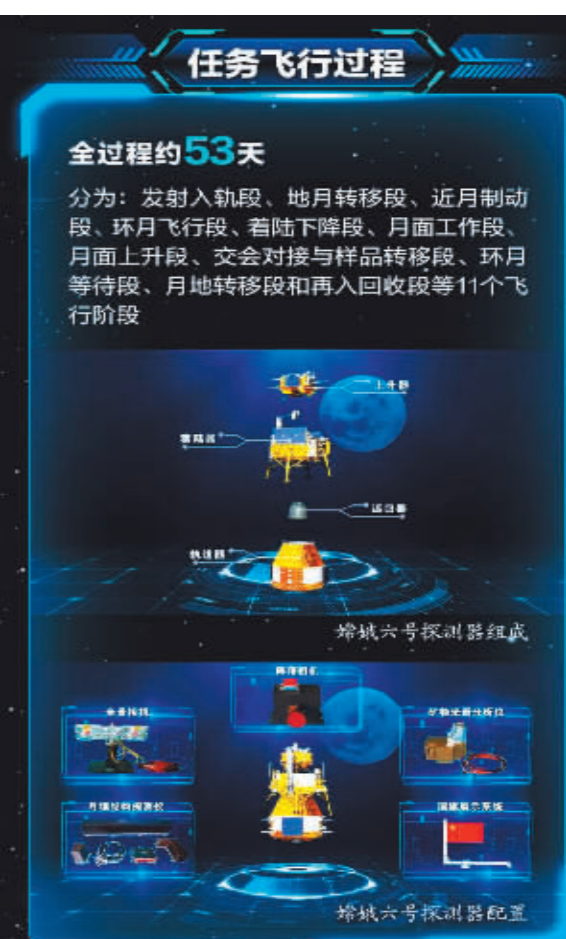 任务飞行过程
全过程约53天
分为：发射入轨段、地月转移段、近月制动
段、环月飞行段、着陆下降段、月面工作段、
月面上升段、交会对接与样品转移段、环月
等待段、月地转移段和再入回收段等11个飞
行阶段
上升器
着陆器
返回器
轨道器
嫦娥六号探测器组成
降落相机
全景相机
矿物光谱分析仪
国旗展示系统
嫦娥六号探测器配置